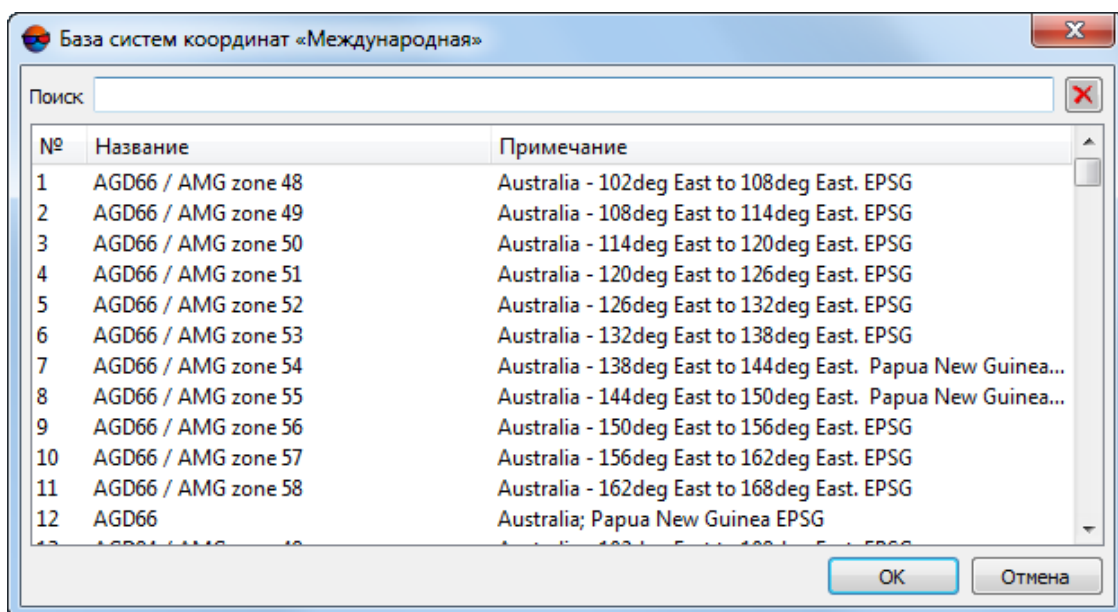 База систем координат «Международная»
Поиск
№ Название Примечание
1 AGD66 / AMG zone 48 Australia - 102deg East to 108deg East. EPSG
2 AGD66 / AMG zone 49 Australia - 108deg East to 114deg East. EPSG
3 AGD66 / AMG zone 50 Australia - 114deg East to 120deg East. EPSG
4 AGD66 / AMG zone 51 Australia - 120deg East to 126deg East. EPSG
5 AGD66 / AMG zone 52 Australia - 126deg East to 132deg East. EPSG
6 AGD66 / AMG zone 53 Australia - 132deg East to 138deg East. EPSG
7 AGD66 / AMG zone 54 Australia - 138deg East to 144deg East. Papua New Guinea...
8 AGD66 / AMG zone 55 Australia - 144deg East to 150deg East. Papua New Guinea...
9 AGD66 / AMG zone 56 Australia - 150deg East to 156deg East. EPSG
10 AGD66 / AMG zone 57 Australia - 156deg East to 162deg East. EPSG
11 AGD66 / AMG zone 58 Australia - 162deg East to 168deg East. EPSG
12 AGD66 Australia; Papua New Guinea EPSG
OK Отмена